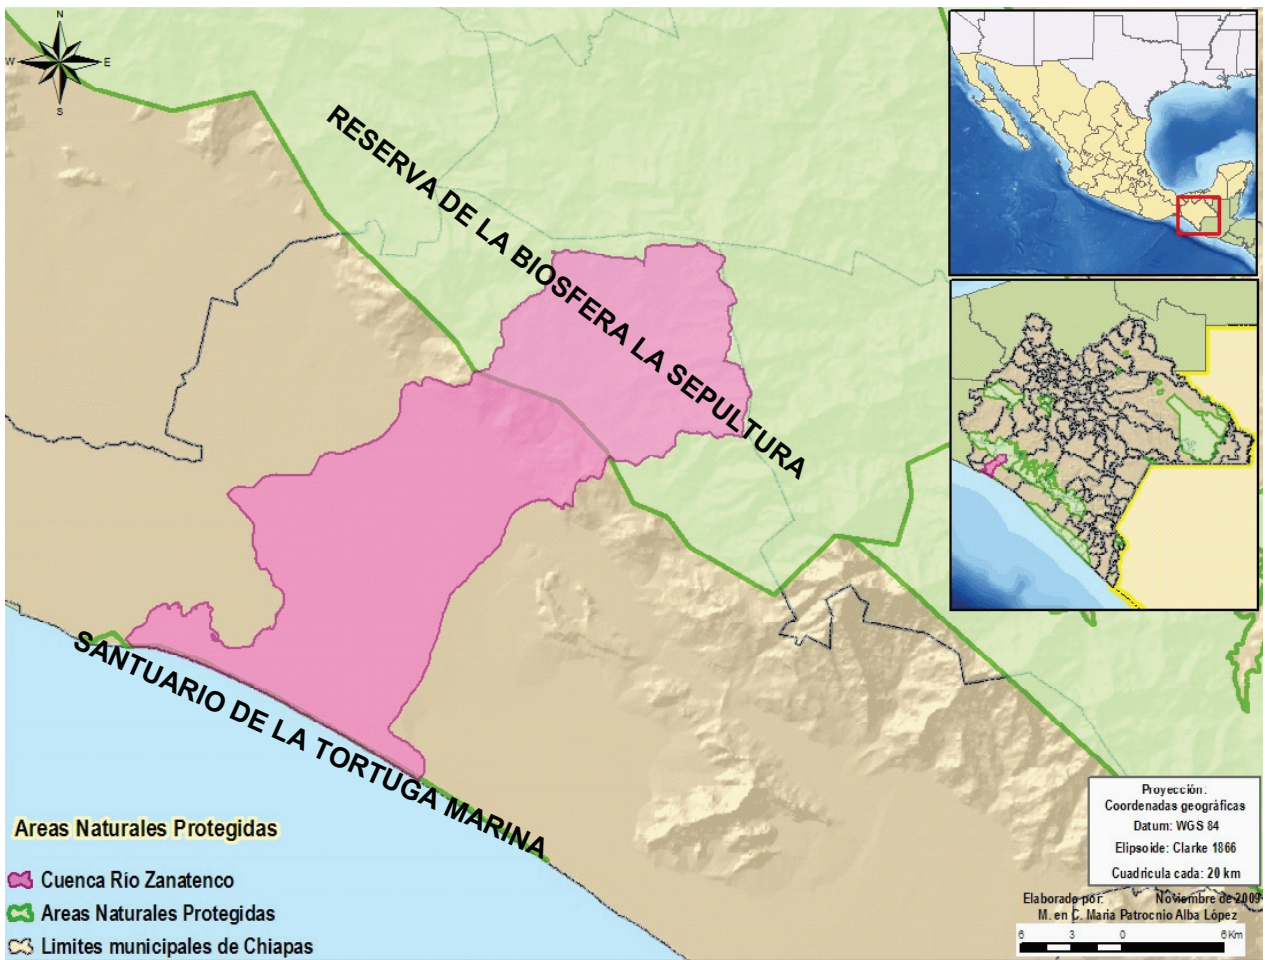 N
W
E
S
RESERVA DE LA BIOSFERA LA SEPULTURA
SANTUARIO DE LA TORTUGA MARINA
Areas Naturales Protegidas
Cuenca Río Zanatenco
Areas Naturales Protegidas
Limites municipales de Chiapas
Proyección:
Coordenadas geográficas
Datum: WGS 84
Elipsoide: Clarke 1866
Cuadricula cada: 20 km
Elaborado por: Noviembre de 2009
M. en C. Maria Patrocnio Alba López
6 3 0 6 Km